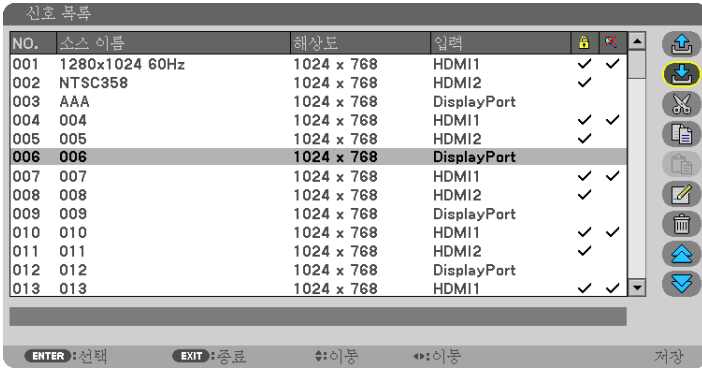 신호 목록
NO. 소스 이름 해상도 입력
001 1280x1024 60Hz 1024 x 768 HDMI1
002 NTSC358 1024 x 768 HDMI2
003 AAA 1024 x 768 DisplayPort
004 004 1024 x 768 HDMI1
005 005 1024 x 768 HDMI2
006 006 1024 x 768 DisplayPort
007 007 1024 x 768 HDMI1
008 008 1024 x 768 HDMI2
009 009 1024 x 768 DisplayPort
010 010 1024 x 768 HDMI1
011 011 1024 x 768 HDMI2
012 012 1024 x 768 DisplayPort
013 013 1024 x 768 HDMI1
ENTER :선택 EXIT :종료 :이동 :이동 저장